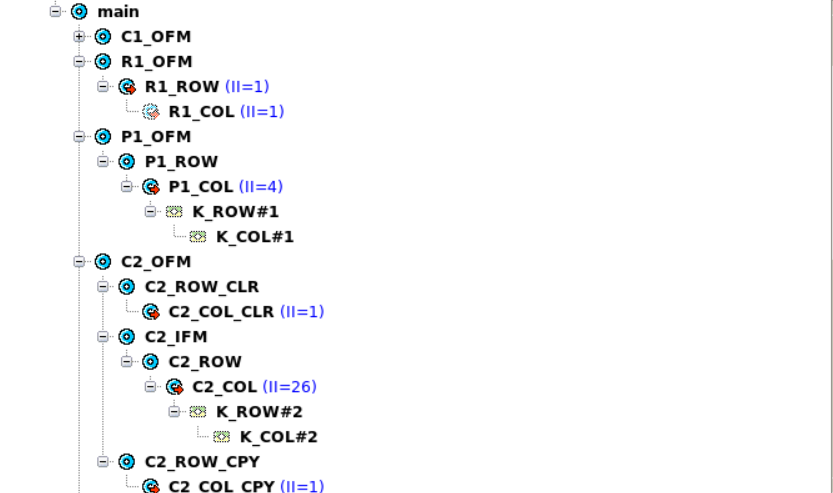 main
C1_OFM
R1_OFM
R1_ROW (II=1)
R1_COL (II=1)
P1_OFM
P1_ROW
P1_COL (II=4)
K_ROW#1
K_COL#1
C2_OFM
C2_ROW_CLR
C2_COL_CLR (II=1)
C2_IFM
C2_ROW
C2_COL (II=26)
K_ROW#2
K_COL#2
C2_ROW_CPY
C2_COL_CPY (II=1)